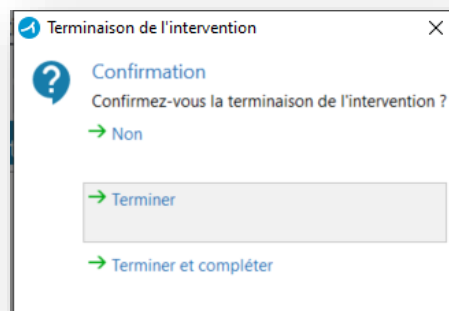 Terminaison de l'intervention
Confirmation
Confirmez-vous la terminaison de l'intervention ?
Non
Terminer
Terminer et compléter